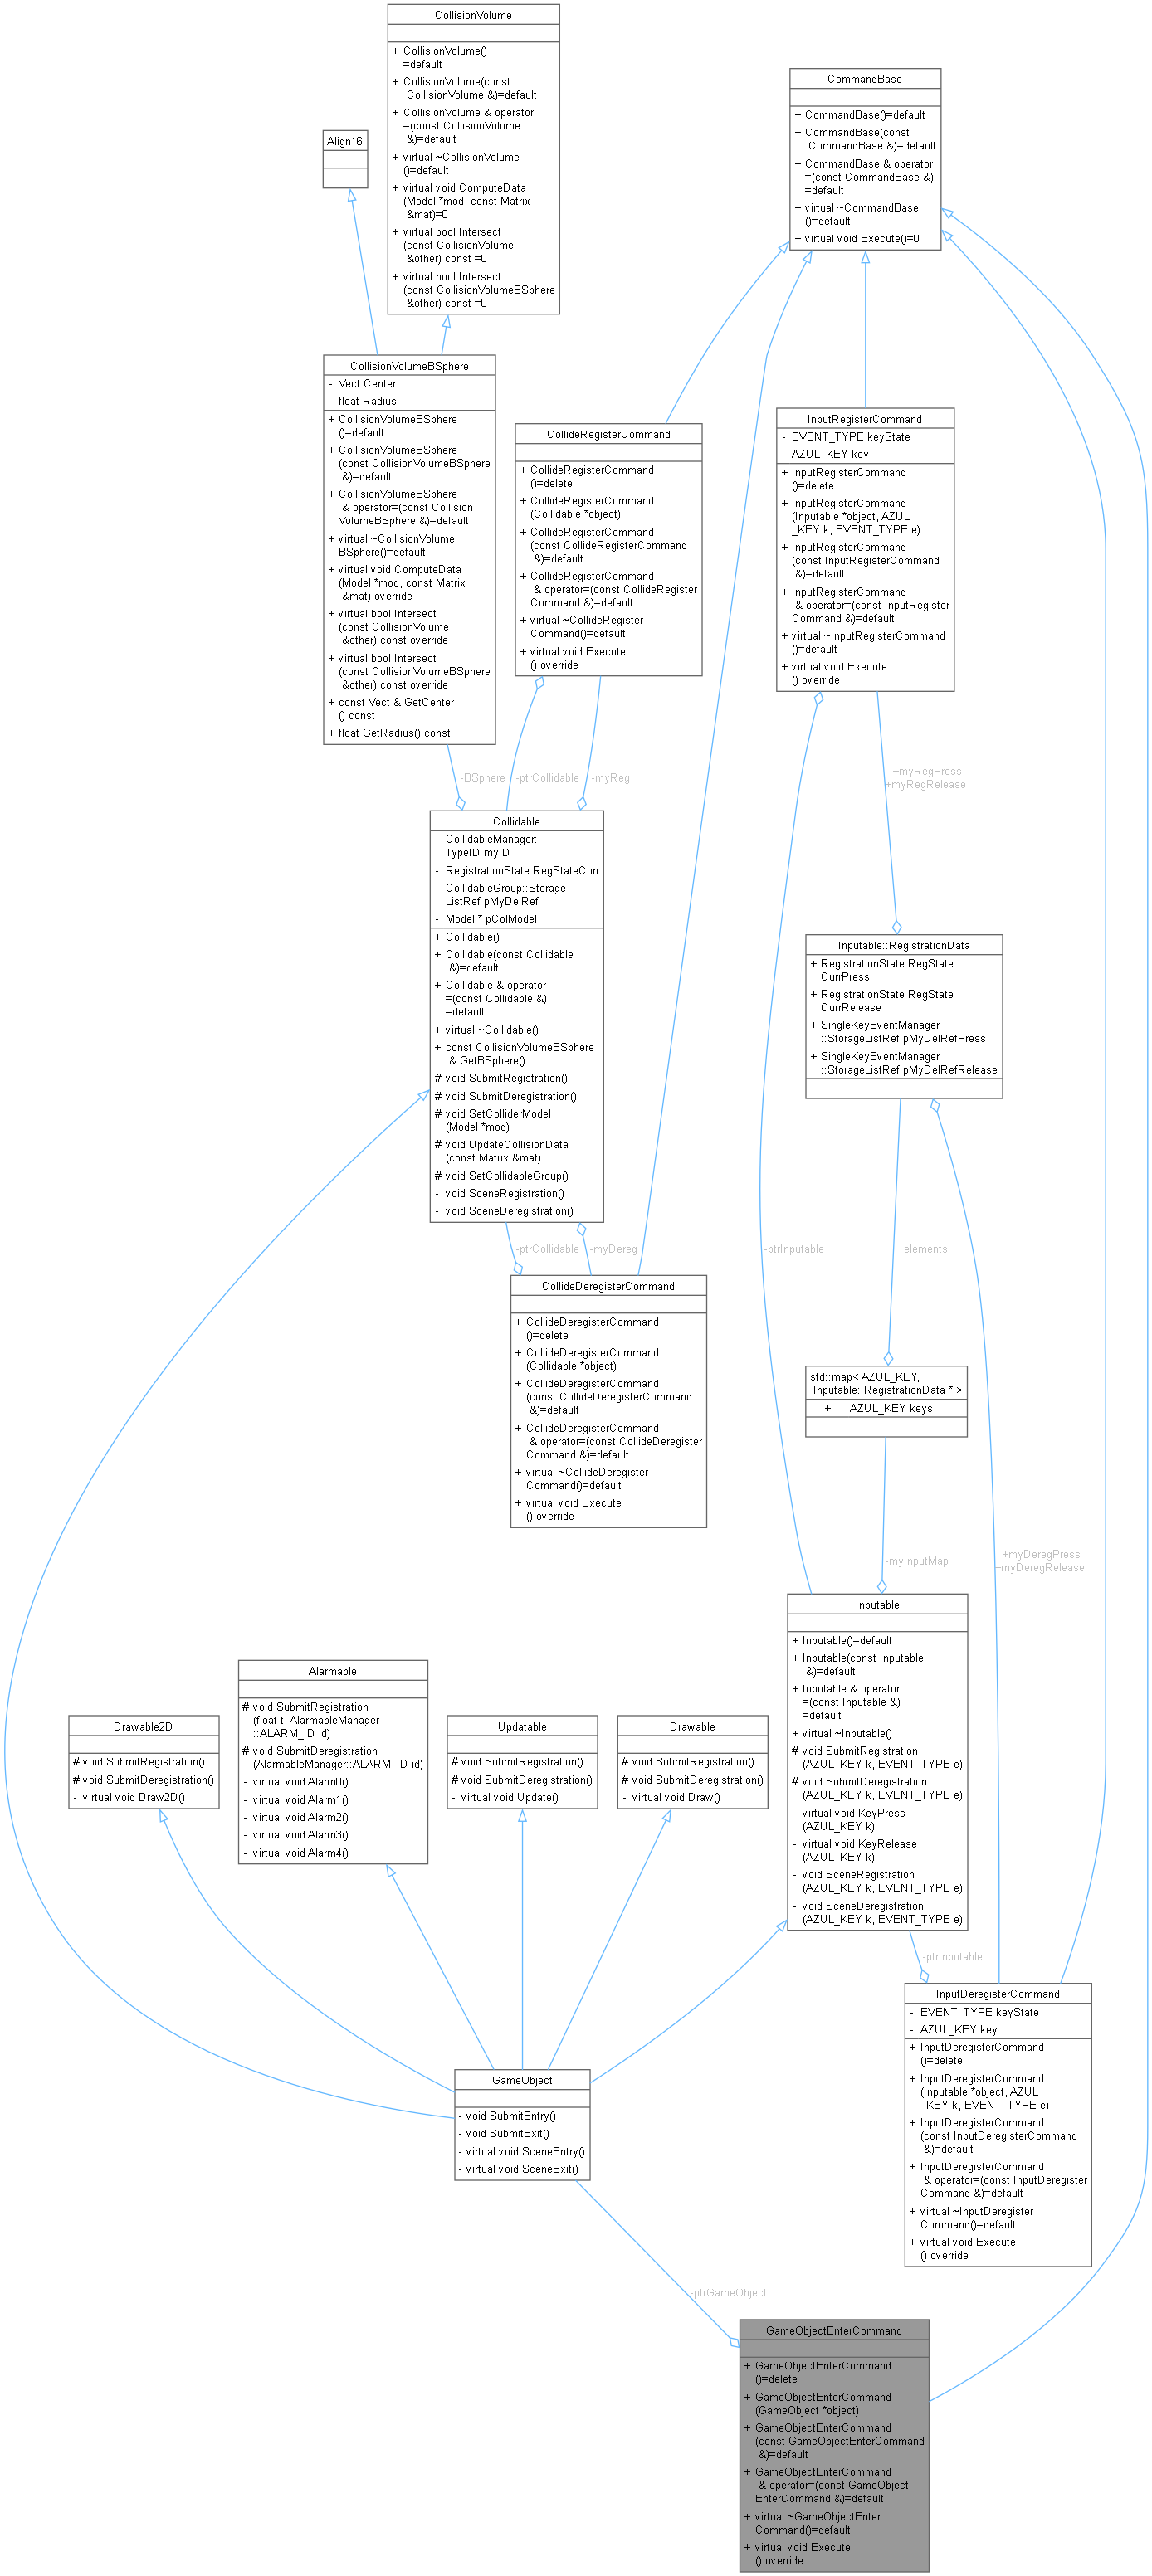 CollisionVolume
+ CollisionVolume()
=default
+ CollisionVolume(const
CollisionVolume &)=default
+ CollisionVolume & operator
=(const CollisionVolume
&)=default
+ virtual ~CollisionVolume
()=default
+ virtual void ComputeData
(Model *mod, const Matrix
&mat)=0
+ virtual bool Intersect
(const CollisionVolume
&other) const =0
+ virtual bool Intersect
(const CollisionVolumeBSphere
&other) const =0
CommandBase
+ CommandBase()=default
+ CommandBase(const
CommandBase &)=default
+ CommandBase & operator
=(const CommandBase &)
=default
+ virtual ~CommandBase
()=default
+ virtual void Execute()=0
Align16
CollisionVolumeBSphere
- Vect Center
- float Radius
+ CollisionVolumeBSphere
()=default
+ CollisionVolumeBSphere
(const CollisionVolumeBSphere
&)=default
+ CollisionVolumeBSphere
& operator=(const Collision
VolumeBSphere &)=default
+ virtual ~CollisionVolume
BSphere()=default
+ virtual void ComputeData
(Model *mod, const Matrix
&mat) override
+ virtual bool Intersect
(const CollisionVolume
&other) const override
+ virtual bool Intersect
(const CollisionVolumeBSphere
&other) const override
+ const Vect & GetCenter
() const
+ float GetRadius() const
CollideRegisterCommand
+ CollideRegisterCommand
()=delete
+ CollideRegisterCommand
(Collidable *object)
+ CollideRegisterCommand
(const CollideRegisterCommand
&)=default
+ CollideRegisterCommand
& operator=(const CollideRegister
Command &)=default
+ virtual ~CollideRegister
Command()=default
+ virtual void Execute
() override
InputRegisterCommand
- EVENT_TYPE keyState
- AZUL_KEY key
+ InputRegisterCommand
()=delete
+ InputRegisterCommand
(Inputable *object, AZUL
_KEY k, EVENT_TYPE e)
+ InputRegisterCommand
(const InputRegisterCommand
&)=default
+ InputRegisterCommand
& operator=(const InputRegister
Command &)=default
+ virtual ~InputRegisterCommand
()=default
+ virtual void Execute
() override
-BSphere
-ptrCollidable
-myReg
+myRegPress
+myRegRelease
Collidable
- CollidableManager::
TypeID myID
- RegistrationState RegStateCurr
- CollidableGroup::Storage
ListRef pMyDelRef
- Model * pColModel
+ Collidable()
+ Collidable(const Collidable
&)=default
+ Collidable & operator
=(const Collidable &)
=default
+ virtual ~Collidable()
+ const CollisionVolumeBSphere
& GetBSphere()
# void SubmitRegistration()
# void SubmitDeregistration()
# void SetColliderModel
(Model *mod)
# void UpdateCollisionData
(const Matrix &mat)
# void SetCollidableGroup()
- void SceneRegistration()
- void SceneDeregistration()
Inputable::RegistrationData
+ RegistrationState RegState
CurrPress
+ RegistrationState RegState
CurrRelease
+ SingleKeyEventManager
::StorageListRef pMyDelRefPress
+ SingleKeyEventManager
::StorageListRef pMyDelRefRelease
-ptrCollidable
-myDereg
-ptrInputable
+elements
CollideDeregisterCommand
+ CollideDeregisterCommand
()=delete
+ CollideDeregisterCommand
(Collidable *object)
+ CollideDeregisterCommand
(const CollideDeregisterCommand
&)=default
+ CollideDeregisterCommand
& operator=(const CollideDeregister
Command &)=default
+ virtual ~CollideDeregister
Command()=default
+ virtual void Execute
() override
std::map< AZUL_KEY,
Inputable::RegistrationData * >
+ AZUL_KEY keys
-myInputMap
+myDeregPress
+myDeregRelease
Drawable2D
# void SubmitRegistration()
# void SubmitDeregistration()
- virtual void Draw2D()
Alarmable
# void SubmitRegistration
(float t, AlarmableManager
::ALARM_ID id)
# void SubmitDeregistration
(AlarmableManager::ALARM_ID id)
- virtual void Alarm0()
- virtual void Alarm1()
- virtual void Alarm2()
- virtual void Alarm3()
- virtual void Alarm4()
Updatable
# void SubmitRegistration()
# void SubmitDeregistration()
- virtual void Update()
Drawable
# void SubmitRegistration()
# void SubmitDeregistration()
- virtual void Draw()
Inputable
+ Inputable()=default
+ Inputable(const Inputable
&)=default
+ Inputable & operator
=(const Inputable &)
=default
+ virtual ~Inputable()
# void SubmitRegistration
(AZUL_KEY k, EVENT_TYPE e)
# void SubmitDeregistration
(AZUL_KEY k, EVENT_TYPE e)
- virtual void KeyPress
(AZUL_KEY k)
- virtual void KeyRelease
(AZUL_KEY k)
- void SceneRegistration
(AZUL_KEY k, EVENT_TYPE e)
- void SceneDeregistration
(AZUL_KEY k, EVENT_TYPE e)
-ptrInputable
InputDeregisterCommand
- EVENT_TYPE keyState
- AZUL_KEY key
+ InputDeregisterCommand
()=delete
+ InputDeregisterCommand
(Inputable *object, AZUL
_KEY k, EVENT_TYPE e)
+ InputDeregisterCommand
(const InputDeregisterCommand
&)=default
+ InputDeregisterCommand
& operator=(const InputDeregister
Command &)=default
+ virtual ~InputDeregister
Command()=default
+ virtual void Execute
() override
GameObject
- void SubmitEntry()
- void SubmitExit()
- virtual void SceneEntry()
- virtual void SceneExit()
-ptrGameObject
GameObjectEnterCommand
+ GameObjectEnterCommand
()=delete
+ GameObjectEnterCommand
(GameObject *object)
+ GameObjectEnterCommand
(const GameObjectEnterCommand
&)=default
+ GameObjectEnterCommand
& operator=(const GameObject
EnterCommand &)=default
+ virtual ~GameObjectEnter
Command()=default
+ virtual void Execute
() override